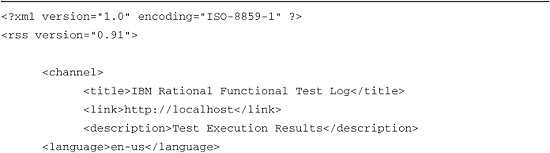 <?xml version="1.0" encoding="ISO-8859-1" ?>
<rss version="0.91">
<channel>
<title>IBM Rational Functional Test Log</title>
<link>http://localhost</link>
<description>Test Execution Results</description>
<language>en-us</language>